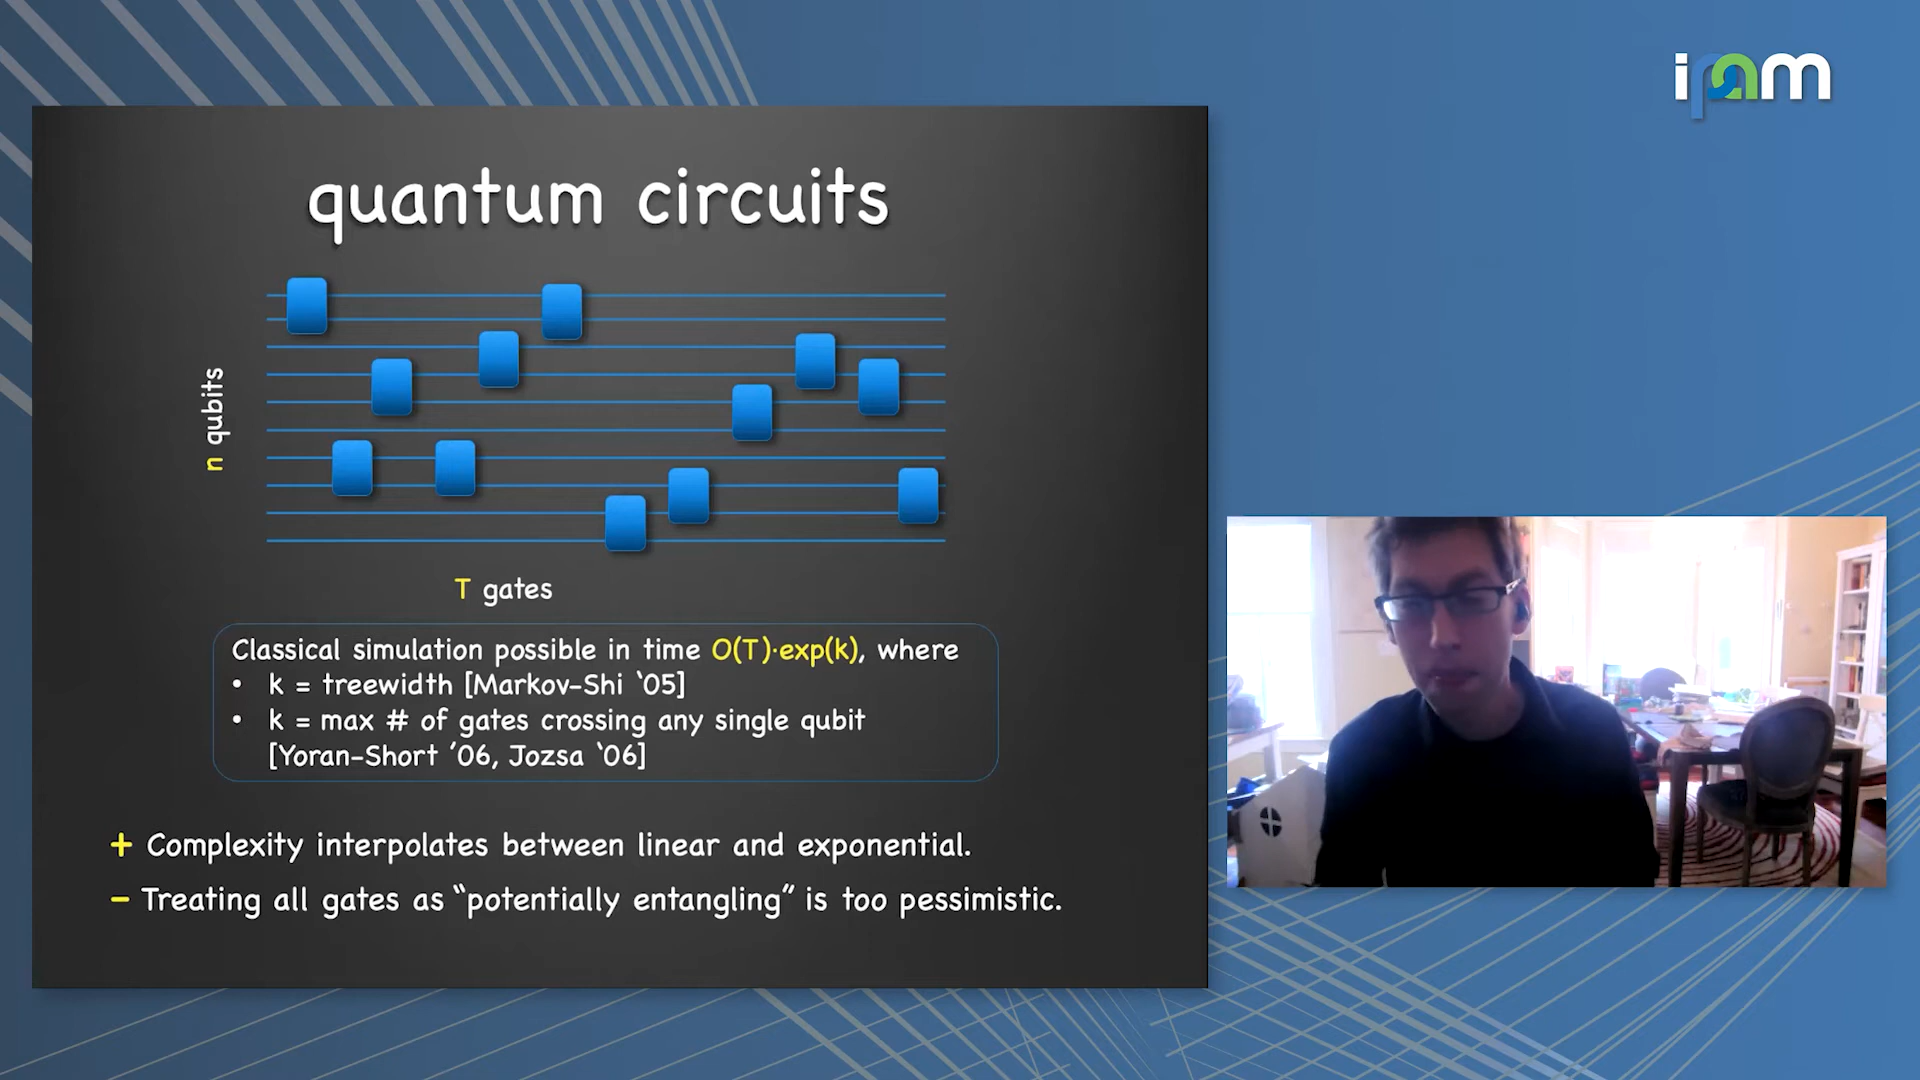 ipam
quantum circuits
n qubits
T gates
Classical simulation possible in time O(T)·exp(k), where
• k = treewidth [Markov-Shi ‘05]
• k = max # of gates crossing any single qubit
[Yoran-Short ’06, Jozsa ‘06]
+ Complexity interpolates between linear and exponential.
− Treating all gates as “potentially entangling” is too pessimistic.